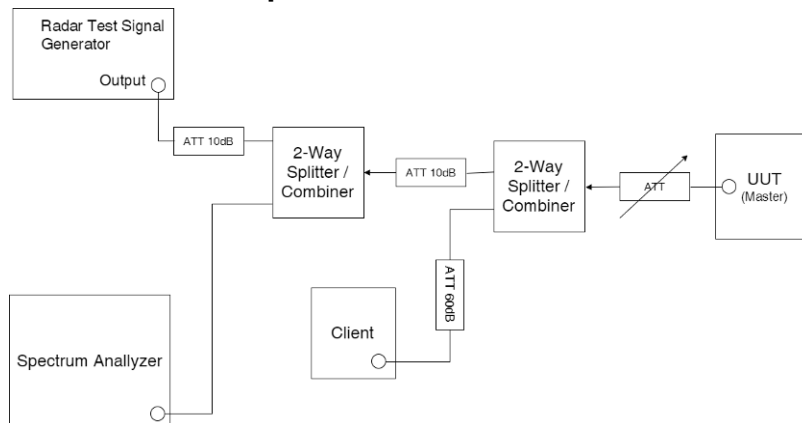 Radar Test Signal
Generator
Output
ATT 10dB
2-Way
Splitter /
Combiner
ATT 10dB
2-Way
Splitter /
Combiner
ATT
UUT
(Master)
ATT 60dB
Client
Spectrum Anallyzer